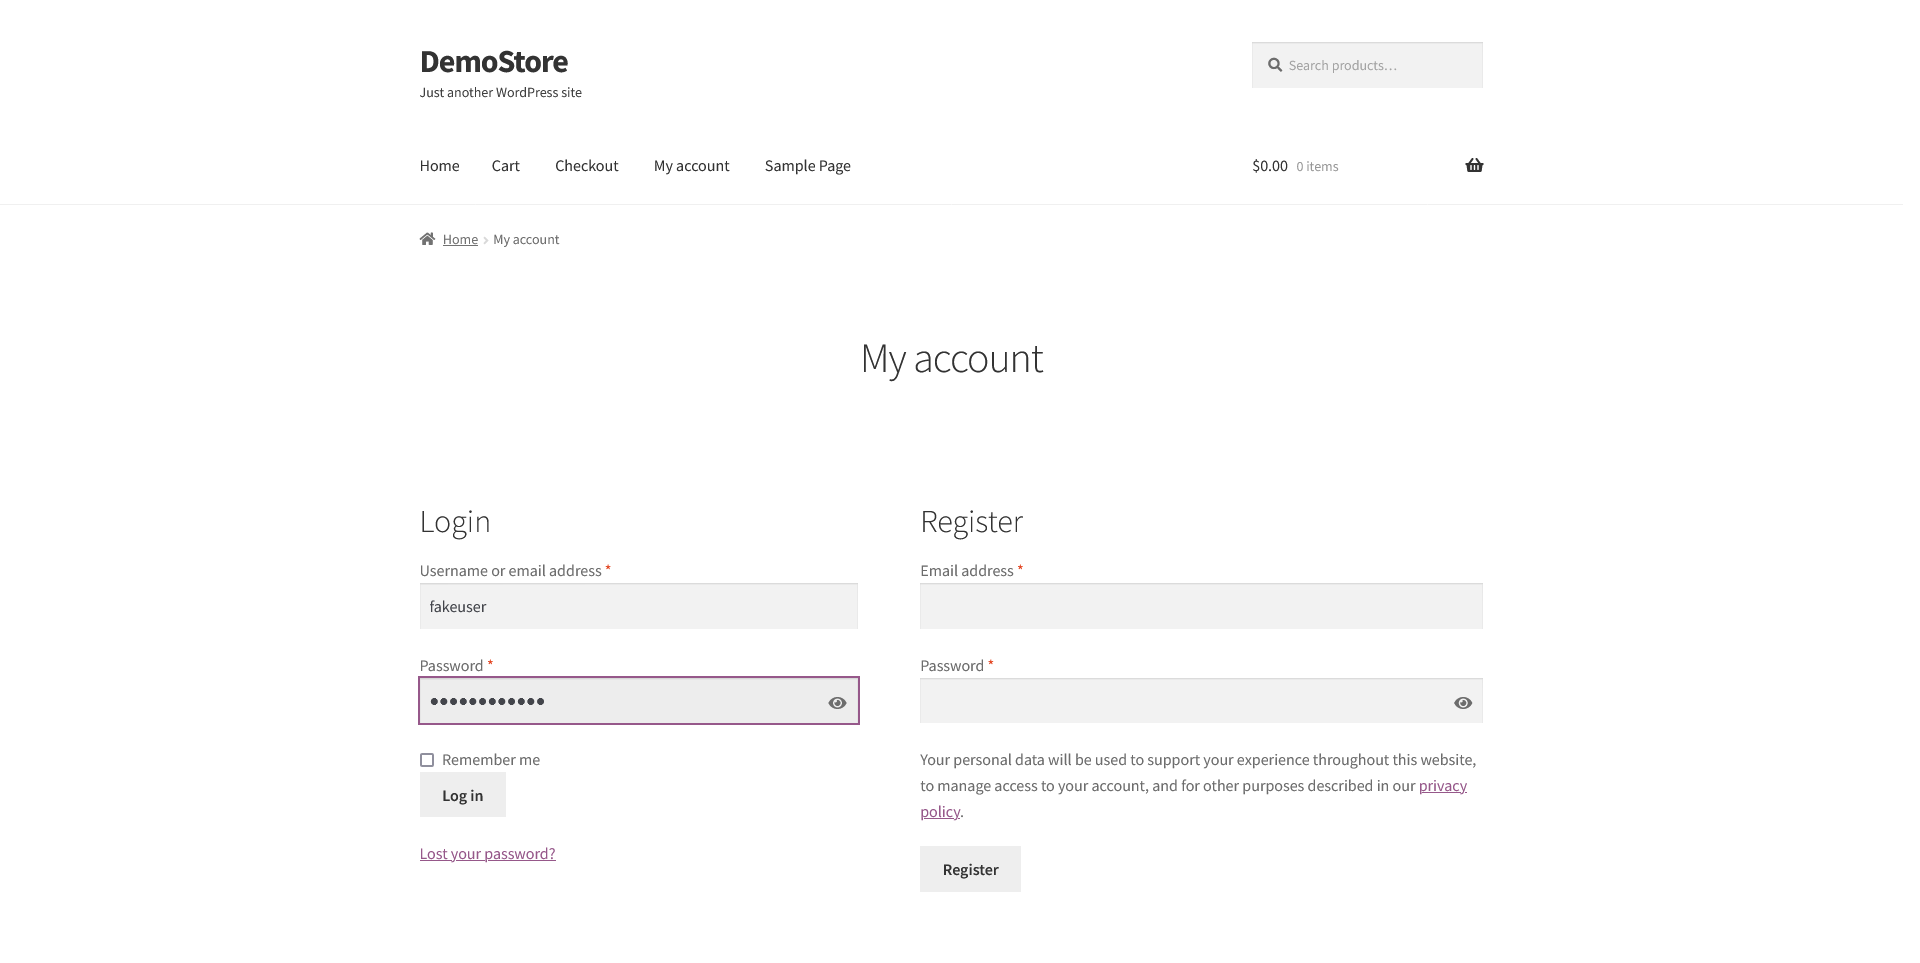 DemoStore
Just another WordPress site
Search products…
Home Cart Checkout My account Sample Page
$0.00 0 items
Home My account
My account
Login
Username or email address *
fakeuser
Password *
••••••••••••
Remember me
Log in
Lost your password?
Register
Email address *
Password *
Your personal data will be used to support your experience throughout this website,
to manage access to your account, and for other purposes described in our privacy
policy.
Register